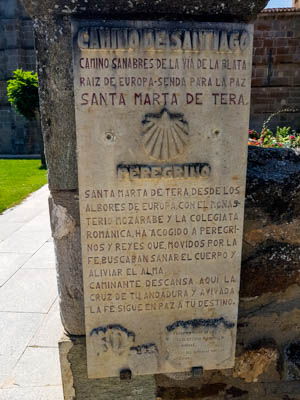 CAMINO DE SANTIAGO
CAMINO SANABRES DE LA VIA DE LA PLATA
RAIZ DE EUROPA-SENDA PARA LA PAZ
SANTA MARTA DE TERA.
PEREGRINO
SANTA MARTA DE TERA, DESDE LOS
ALBORES DE EUROPA, CON EL MONAS-
TERIO MOZARABE Y LA COLEGIATA
ROMANICA, HA ACOGIDO A PEREGRI-
NOS Y REYES QUE, MOVIDOS POR LA
FE, BUSCABAN SANAR EL CUERPO Y
ALIVIAR EL ALMA.
CAMINANTE DESCANSA AQUI LA
CRUZ DE TU ANDADURA Y AVIVADA
LA FE, SIGUE EN PAZ A TU DESTINO.